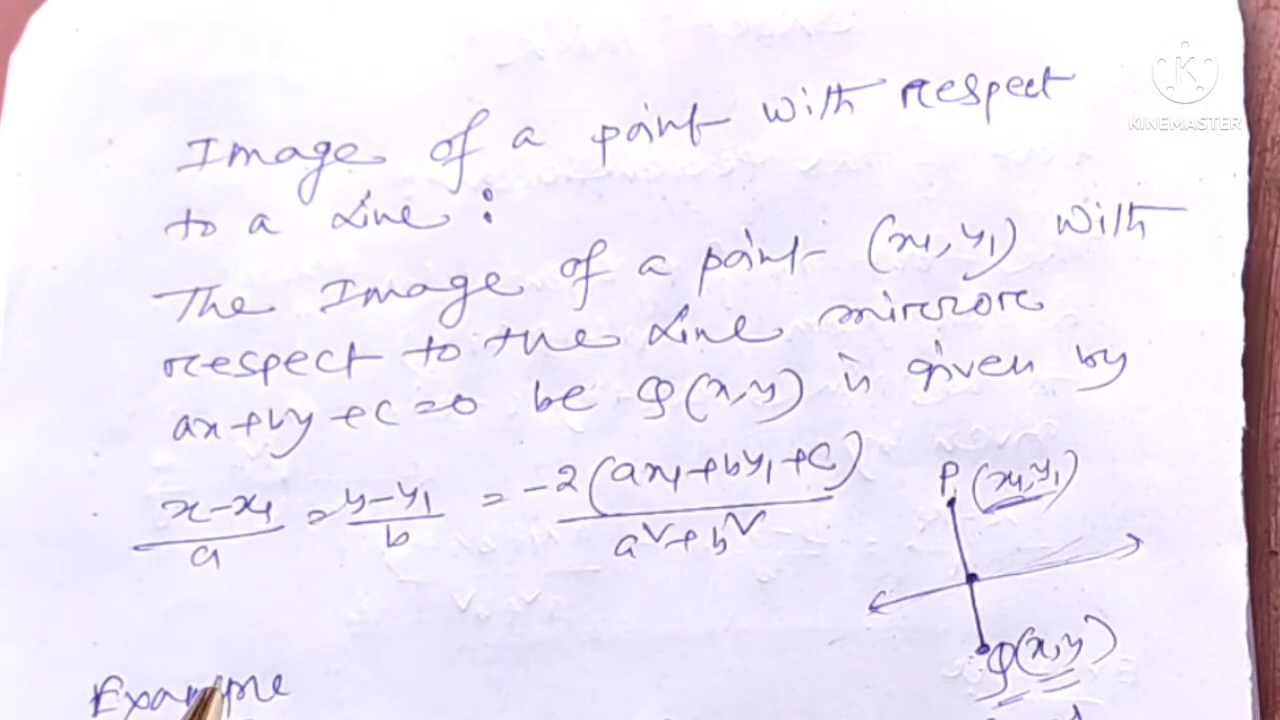 KINEMASTER
Image of a point with respect
to a Line :
The Image of a point (x₁, y₁) with
respect to the Line mirror
ax+by+c=0 be Q(x,y) is given by
(x-x₁)/a = (y-y₁)/b = -2(ax₁+by₁+c)/(a²+b²)
P (x₁,y₁)
Q(x,y)
Example